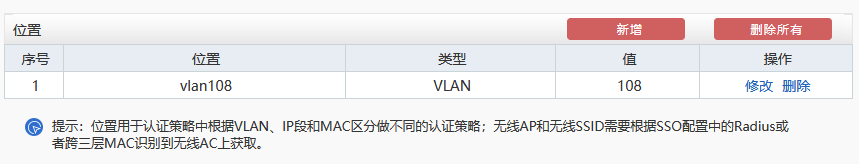 位置 新增 删除所有
序号 位置 类型 值 操作
1 vlan108 VLAN 108 修改 删除
提示：位置用于认证策略中根据VLAN、IP段和MAC区分做不同的认证策略；无线AP和无线SSID需要根据SSO配置中的Radius或
者跨三层MAC识别到无线AC上获取。